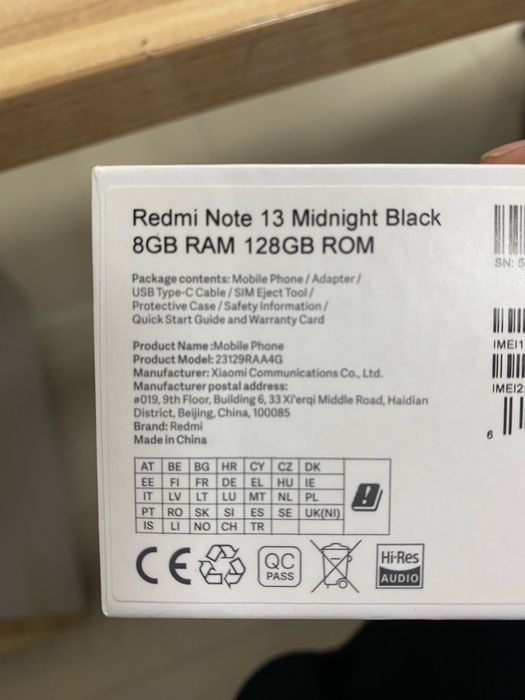 Redmi Note 13 Midnight Black
8GB RAM 128GB ROM
Package contents: Mobile Phone / Adapter /
USB Type-C Cable / SIM Eject Tool /
Protective Case / Safety Information /
Quick Start Guide and Warranty Card
Product Name :Mobile Phone
Product Model: 23129RAA4G
Manufacturer: Xiaomi Communications Co., Ltd.
Manufacturer postal address:
#019, 9th Floor, Building 6, 33 Xi'erqi Middle Road, Haidian
District, Beijing, China, 100085
Brand: Redmi
Made in China
AT BE BG HR CY CZ DK
EE FI FR DE EL HU IE
IT LV LT LU MT NL PL
PT RO SK SI ES SE UK(NI)
IS LI NO CH TR
CE
QC
PASS
Hi-Res
AUDIO
SN: 5
IMEI1
IMEI2:
6